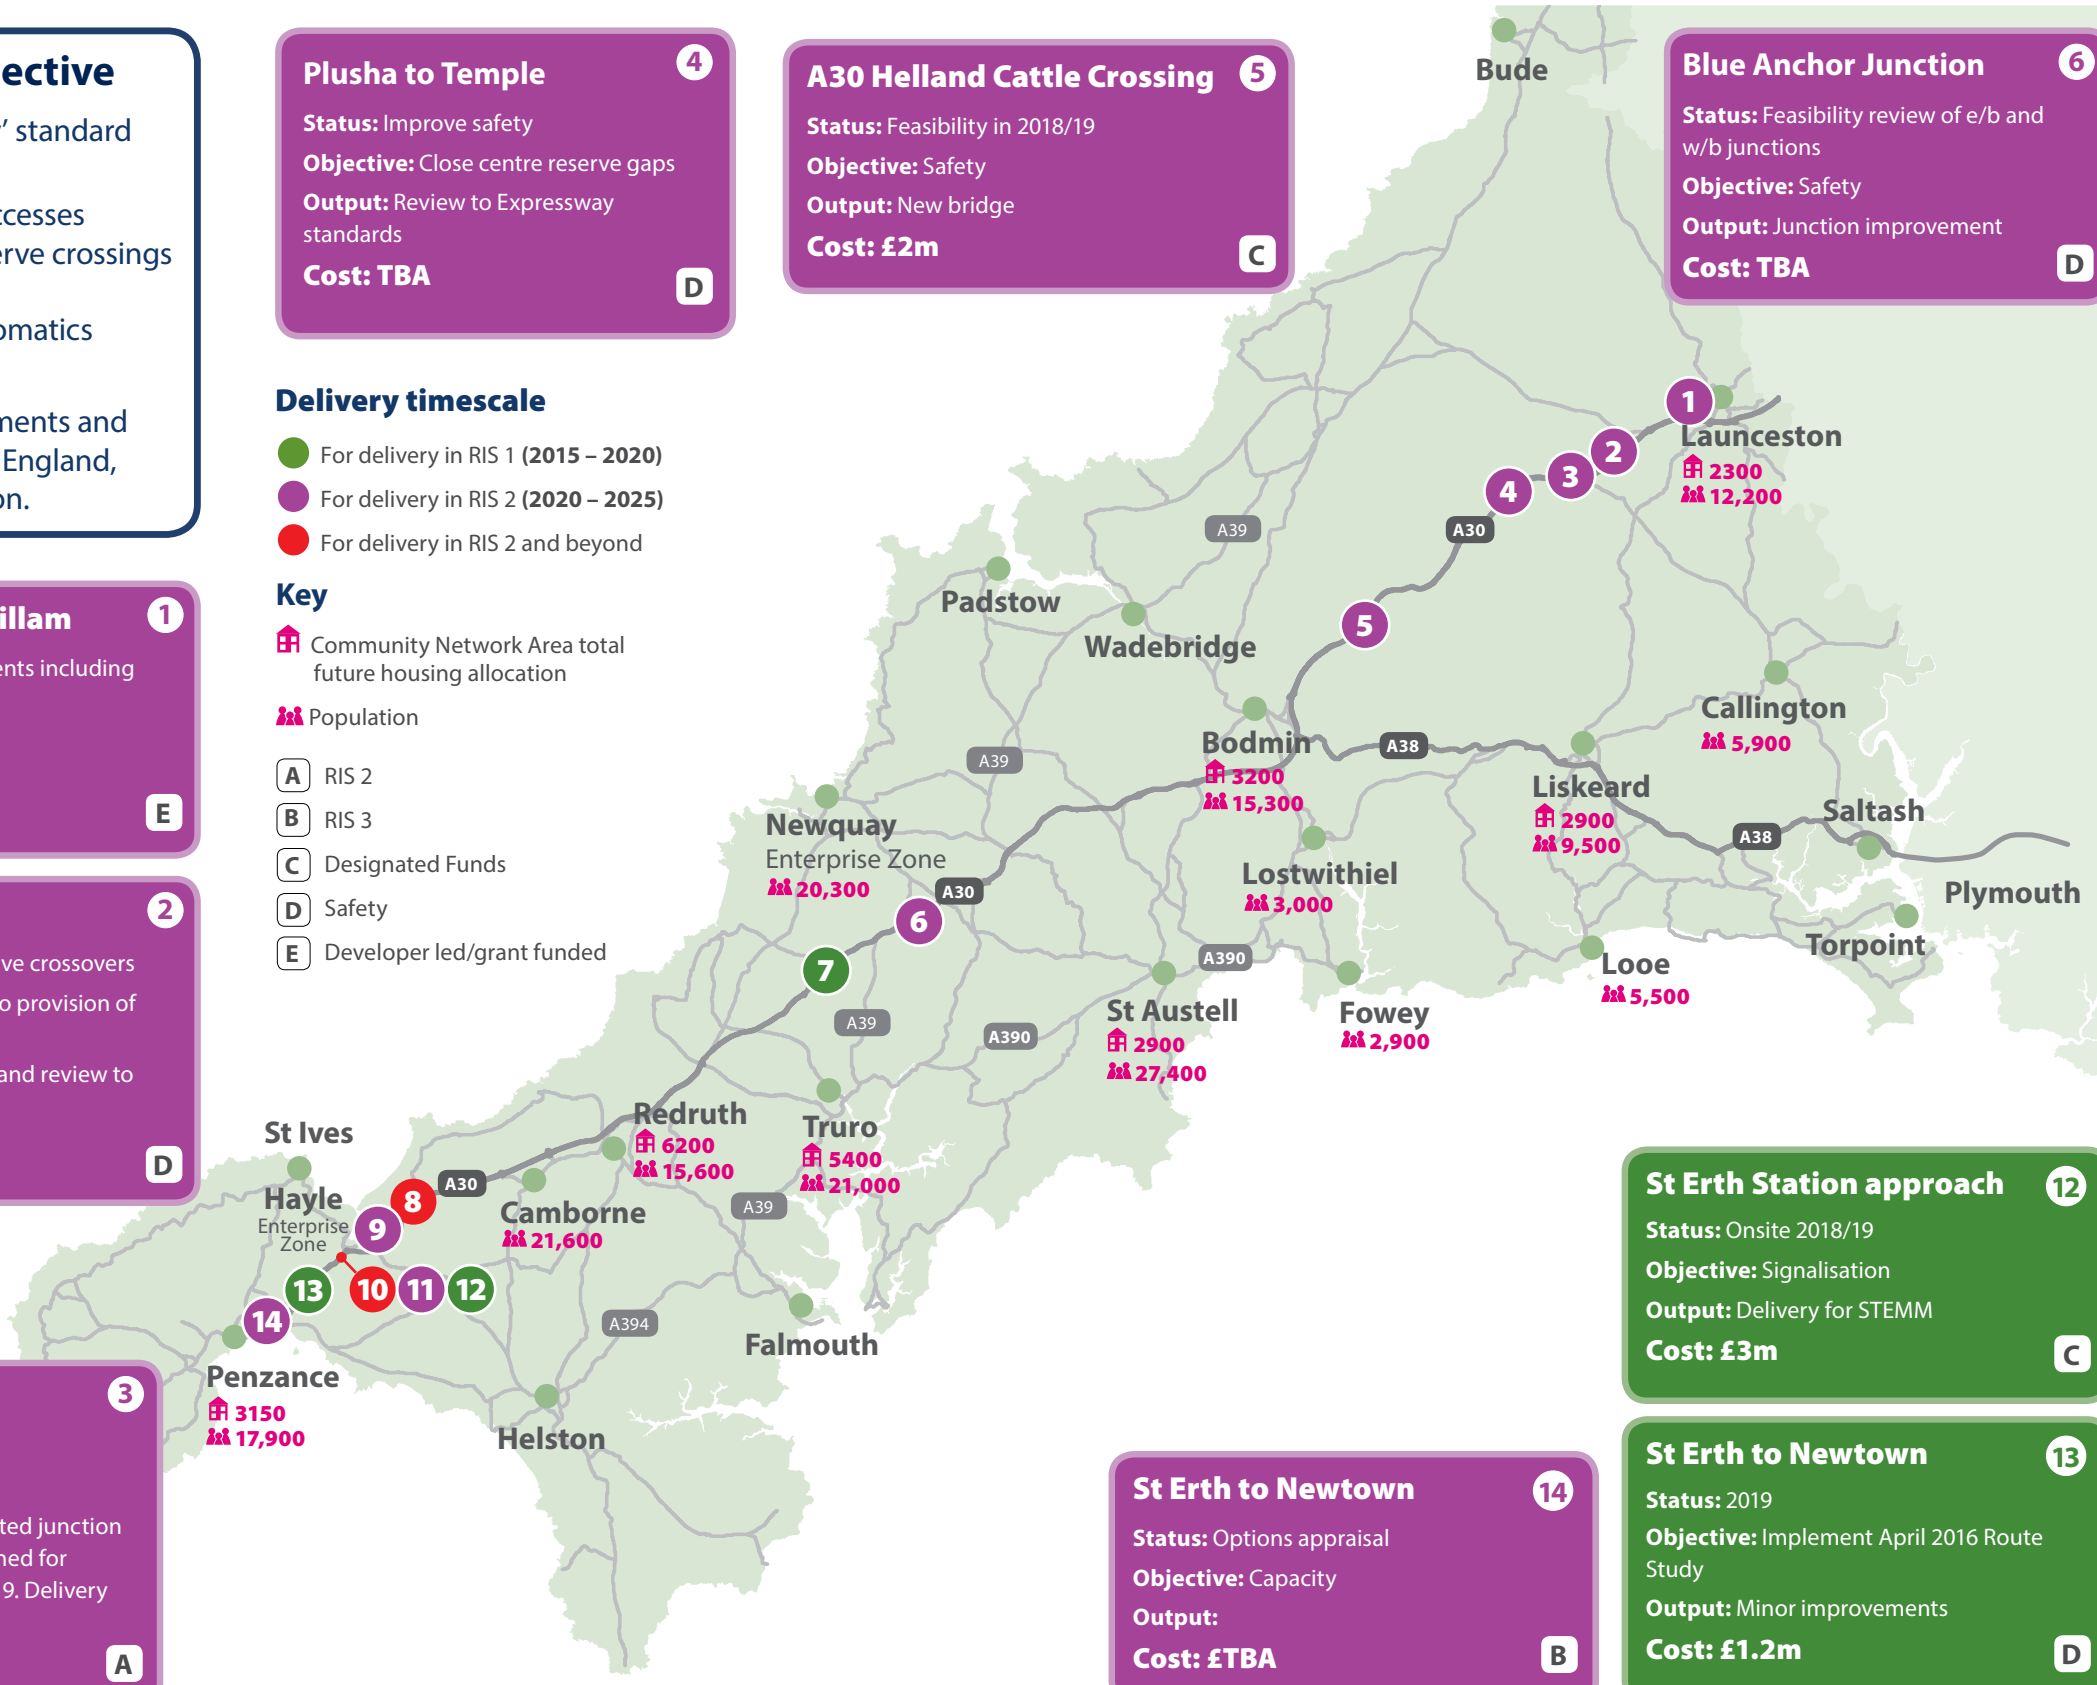 standard
crossings
and
England,
1
including
E
2
crossovers
provision of
and review to
D
3
junction
for
Delivery
A
Plusha to Temple
4
Status: Improve safety
Objective: Close centre reserve gaps
Output: Review to Expressway
standards
Cost: TBA
D
A30 Helland Cattle Crossing
5
Status: Feasibility in 2018/19
Objective: Safety
Output: New bridge
Cost: £2m
C
Blue Anchor Junction
6
Status: Feasibility review of e/b and
w/b junctions
Objective: Safety
Output: Junction improvement
Cost: TBA
D
Delivery timescale
For delivery in RIS 1 (2015 – 2020)
For delivery in RIS 2 (2020 – 2025)
For delivery in RIS 2 and beyond
Key
Community Network Area total
future housing allocation
Population
A RIS 2
B RIS 3
C Designated Funds
D Safety
E Developer led/grant funded
Bude
1
Launceston
2300
12,200
2
3
4
A30
A39
5
Padstow
Wadebridge
Callington
5,900
Bodmin
3200
15,300
A38
A39
Liskeard
2900
9,500
Saltash
A38
Newquay
Enterprise Zone
20,300
A30
Lostwithiel
3,000
Plymouth
6
7
Torpoint
A390
Looe
5,500
A39
A390
St Austell
2900
27,400
Fowey
2,900
Redruth
6200
15,600
Truro
5400
21,000
St Ives
Hayle
Enterprise
Zone
8
A30
9
Camborne
21,600
A39
13
10
11
12
14
A394
Falmouth
Penzance
3150
17,900
Helston
St Erth Station approach
12
Status: Onsite 2018/19
Objective: Signalisation
Output: Delivery for STEMM
Cost: £3m
C
St Erth to Newtown
14
Status: Options appraisal
Objective: Capacity
Output:
Cost: £TBA
B
St Erth to Newtown
13
Status: 2019
Objective: Implement April 2016 Route
Study
Output: Minor improvements
Cost: £1.2m
D